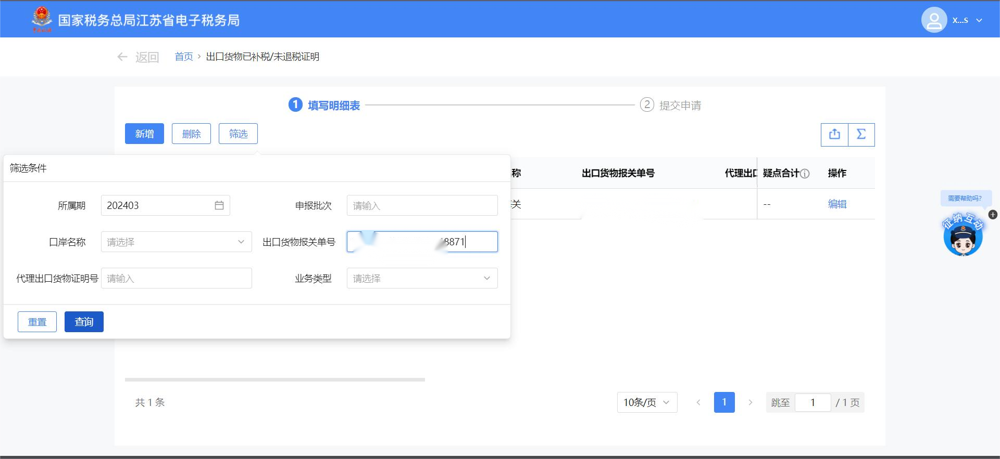 国家税务总局江苏省电子税务局
x...s
返回 首页 > 出口货物已补税/未退税证明
1 填写明细表 2 提交申请
新增 删除 筛选
筛选条件
称 出口货物报关单号 代理出口 疑点合计 操作
关 -- 编辑
所属期 202403 申报批次 请输入
口岸名称 请选择 出口货物报关单号 8871
代理出口货物证明号 请输入 业务类型 请选择
重置 查询
需要帮助吗?
征纳互动
共 1 条 10条/页 < 1 > 跳至 1 / 1 页